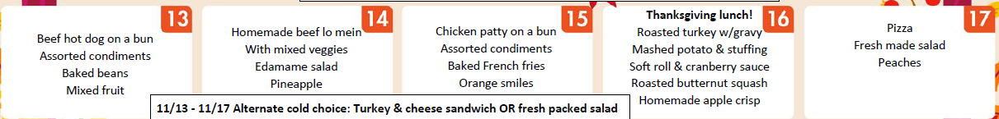 13
Beef hot dog on a bun
Assorted condiments
Baked beans
Mixed fruit
14
Homemade beef lo mein
With mixed veggies
Edamame salad
Pineapple
15
Chicken patty on a bun
Assorted condiments
Baked French fries
Orange smiles
16
Thanksgiving lunch!
Roasted turkey w/gravy
Mashed potato & stuffing
Soft roll & cranberry sauce
Roasted butternut squash
Homemade apple crisp
17
Pizza
Fresh made salad
Peaches
11/13 - 11/17 Alternate cold choice: Turkey & cheese sandwich OR fresh packed salad